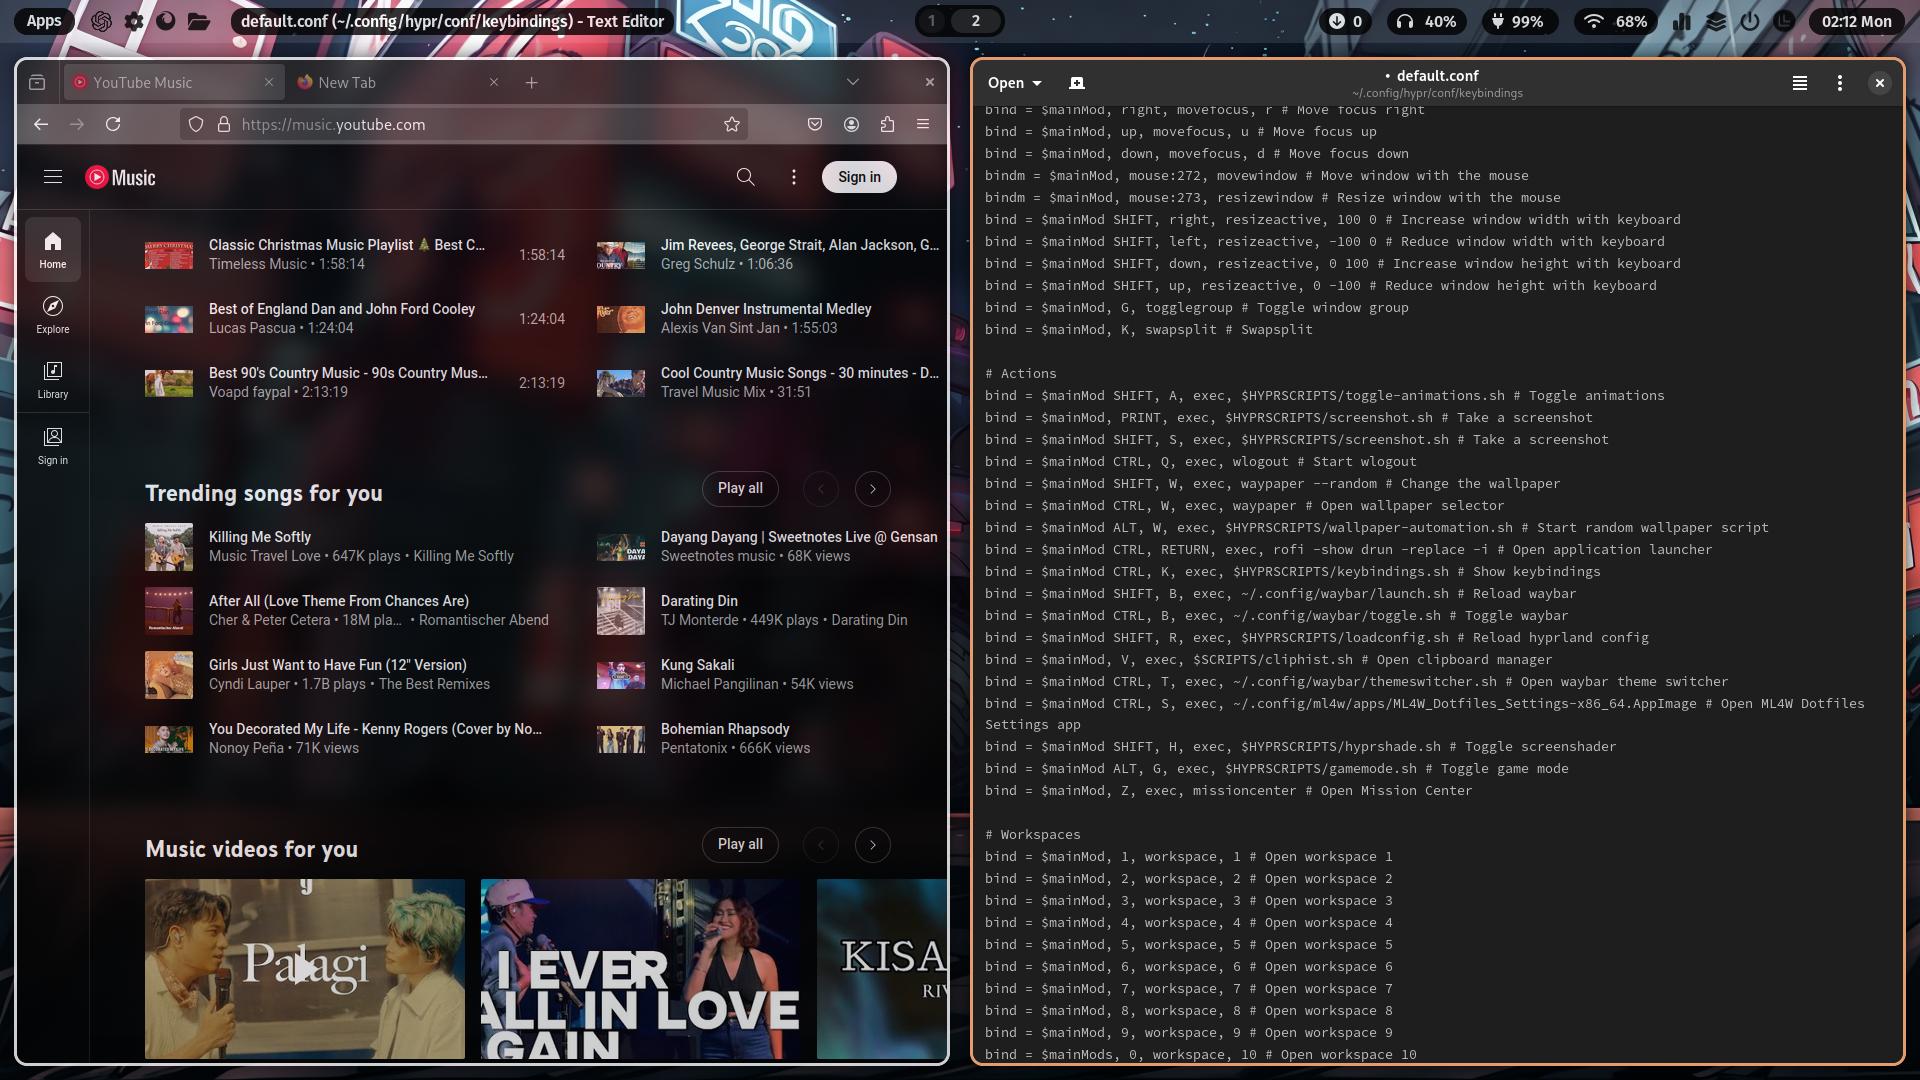 Apps
default.conf (~/.config/hypr/conf/keybindings) - Text Editor
1 2
0 40% 99% 68% 02:12 Mon
YouTube Music
New Tab
https://music.youtube.com
Music
Sign in
Home
Explore
Library
Sign in
Classic Christmas Music Playlist 🎄 Best C...
Timeless Music • 1:58:14
1:58:14
Jim Revees, George Strait, Alan Jackson, G...
Greg Schulz • 1:06:36
Best of England Dan and John Ford Cooley
Lucas Pascua • 1:24:04
1:24:04
John Denver Instrumental Medley
Alexis Van Sint Jan • 1:55:03
Best 90's Country Music - 90s Country Mus...
Voapd faypal • 2:13:19
2:13:19
Cool Country Music Songs - 30 minutes - D...
Travel Music Mix • 31:51
Trending songs for you
Play all
Killing Me Softly
Music Travel Love • 647K plays • Killing Me Softly
Dayang Dayang | Sweetnotes Live @ Gensan
Sweetnotes music • 68K views
After All (Love Theme From Chances Are)
Cher & Peter Cetera • 18M pla... • Romantischer Abend
Darating Din
TJ Monterde • 449K plays • Darating Din
Girls Just Want to Have Fun (12" Version)
Cyndi Lauper • 1.7B plays • The Best Remixes
Kung Sakali
Michael Pangilinan • 54K views
You Decorated My Life - Kenny Rogers (Cover by No...
Nonoy Peña • 71K views
Bohemian Rhapsody
Pentatonix • 666K views
Music videos for you
Play all
Palagi
I EVER
ALL IN LOVE
AGAIN
KISA
RIV
Open
• default.conf
~/.config/hypr/conf/keybindings
bind = $mainMod, right, movefocus, r # Move focus right
bind = $mainMod, up, movefocus, u # Move focus up
bind = $mainMod, down, movefocus, d # Move focus down
bindm = $mainMod, mouse:272, movewindow # Move window with the mouse
bindm = $mainMod, mouse:273, resizewindow # Resize window with the mouse
bind = $mainMod SHIFT, right, resizeactive, 100 0 # Increase window width with keyboard
bind = $mainMod SHIFT, left, resizeactive, -100 0 # Reduce window width with keyboard
bind = $mainMod SHIFT, down, resizeactive, 0 100 # Increase window height with keyboard
bind = $mainMod SHIFT, up, resizeactive, 0 -100 # Reduce window height with keyboard
bind = $mainMod, G, togglegroup # Toggle window group
bind = $mainMod, K, swapsplit # Swapsplit
# Actions
bind = $mainMod SHIFT, A, exec, $HYPRSCRIPTS/toggle-animations.sh # Toggle animations
bind = $mainMod, PRINT, exec, $HYPRSCRIPTS/screenshot.sh # Take a screenshot
bind = $mainMod SHIFT, S, exec, $HYPRSCRIPTS/screenshot.sh # Take a screenshot
bind = $mainMod CTRL, Q, exec, wlogout # Start wlogout
bind = $mainMod SHIFT, W, exec, waypaper --random # Change the wallpaper
bind = $mainMod CTRL, W, exec, waypaper # Open wallpaper selector
bind = $mainMod ALT, W, exec, $HYPRSCRIPTS/wallpaper-automation.sh # Start random wallpaper script
bind = $mainMod CTRL, RETURN, exec, rofi -show drun -replace -i # Open application launcher
bind = $mainMod CTRL, K, exec, $HYPRSCRIPTS/keybindings.sh # Show keybindings
bind = $mainMod SHIFT, B, exec, ~/.config/waybar/launch.sh # Reload waybar
bind = $mainMod CTRL, B, exec, ~/.config/waybar/toggle.sh # Toggle waybar
bind = $mainMod SHIFT, R, exec, $HYPRSCRIPTS/loadconfig.sh # Reload hyprland config
bind = $mainMod, V, exec, $SCRIPTS/cliphist.sh # Open clipboard manager
bind = $mainMod CTRL, T, exec, ~/.config/waybar/themeswitcher.sh # Open waybar theme switcher
bind = $mainMod CTRL, S, exec, ~/.config/ml4w/apps/ML4W_Dotfiles_Settings-x86_64.AppImage # Open ML4W Dotfiles
Settings app
bind = $mainMod SHIFT, H, exec, $HYPRSCRIPTS/hyprshade.sh # Toggle screenshader
bind = $mainMod ALT, G, exec, $HYPRSCRIPTS/gamemode.sh # Toggle game mode
bind = $mainMod, Z, exec, missioncenter # Open Mission Center
# Workspaces
bind = $mainMod, 1, workspace, 1 # Open workspace 1
bind = $mainMod, 2, workspace, 2 # Open workspace 2
bind = $mainMod, 3, workspace, 3 # Open workspace 3
bind = $mainMod, 4, workspace, 4 # Open workspace 4
bind = $mainMod, 5, workspace, 5 # Open workspace 5
bind = $mainMod, 6, workspace, 6 # Open workspace 6
bind = $mainMod, 7, workspace, 7 # Open workspace 7
bind = $mainMod, 8, workspace, 8 # Open workspace 8
bind = $mainMod, 9, workspace, 9 # Open workspace 9
bind = $mainMods, 0, workspace, 10 # Open workspace 10